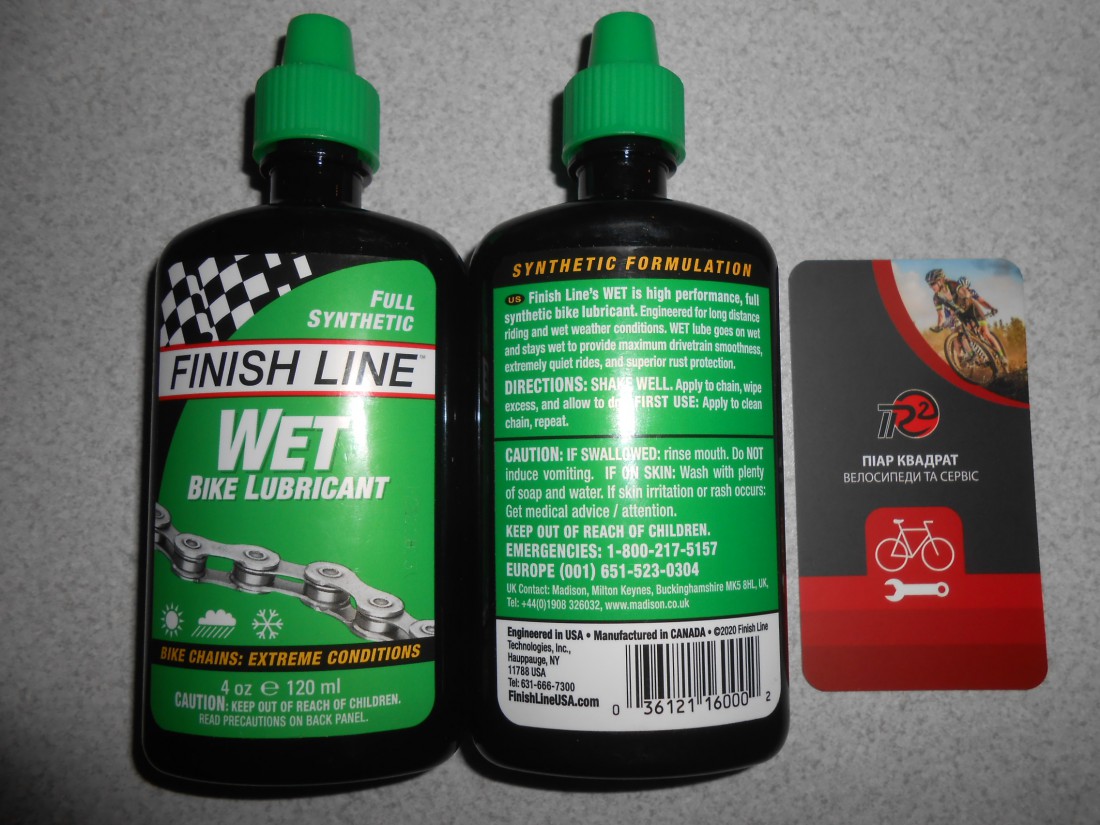 FULL
SYNTHETIC
FINISH LINE™
WET
BIKE LUBRICANT
BIKE CHAINS: EXTREME CONDITIONS
4 oz ℮ 120 ml
CAUTION: KEEP OUT OF REACH OF CHILDREN.
READ PRECAUTIONS ON BACK PANEL.
SYNTHETIC FORMULATION
US Finish Line's WET is high performance, full
synthetic bike lubricant. Engineered for long distance
riding and wet weather conditions. WET lube goes on wet
and stays wet to provide maximum drivetrain smoothness,
extremely quiet rides, and superior rust protection.
DIRECTIONS: SHAKE WELL. Apply to chain, wipe
excess, and allow to FIRST USE: Apply to clean
chain, repeat.
CAUTION: IF SWALLOWED: rinse mouth. Do NOT
induce vomiting. IF ON SKIN: Wash with plenty
of soap and water. If skin irritation or rash occurs:
Get medical advice / attention.
KEEP OUT OF REACH OF CHILDREN.
EMERGENCIES: 1-800-217-5157
EUROPE (001) 651-523-0304
UK Contact: Madison, Milton Keynes, Buckinghamshire MK5 8HL, UK,
Tel: +44(0)1908 326032, www.madison.co.uk
Engineered in USA • Manufactured in CANADA • ©2020 Finish Line
Technologies, Inc.,
Hauppauge, NY
11788 USA
Tel: 631-666-7300
FinishLineUSA.com
0 36121 16000 2
ПR2
ПІАР КВАДРАТ
ВЕЛОСИПЕДИ ТА СЕРВІС